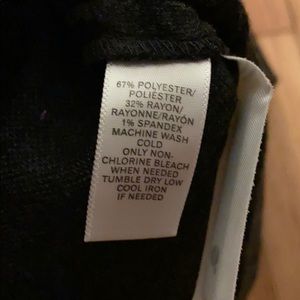 67% POLYESTER/
POLIÉSTER
32% RAYON/
RAYONNE/RAYÓN
1% SPANDEX
MACHINE WASH
COLD
ONLY NON-
CHLORINE BLEACH
WHEN NEEDED
TUMBLE DRY LOW
COOL IRON
IF NEEDED